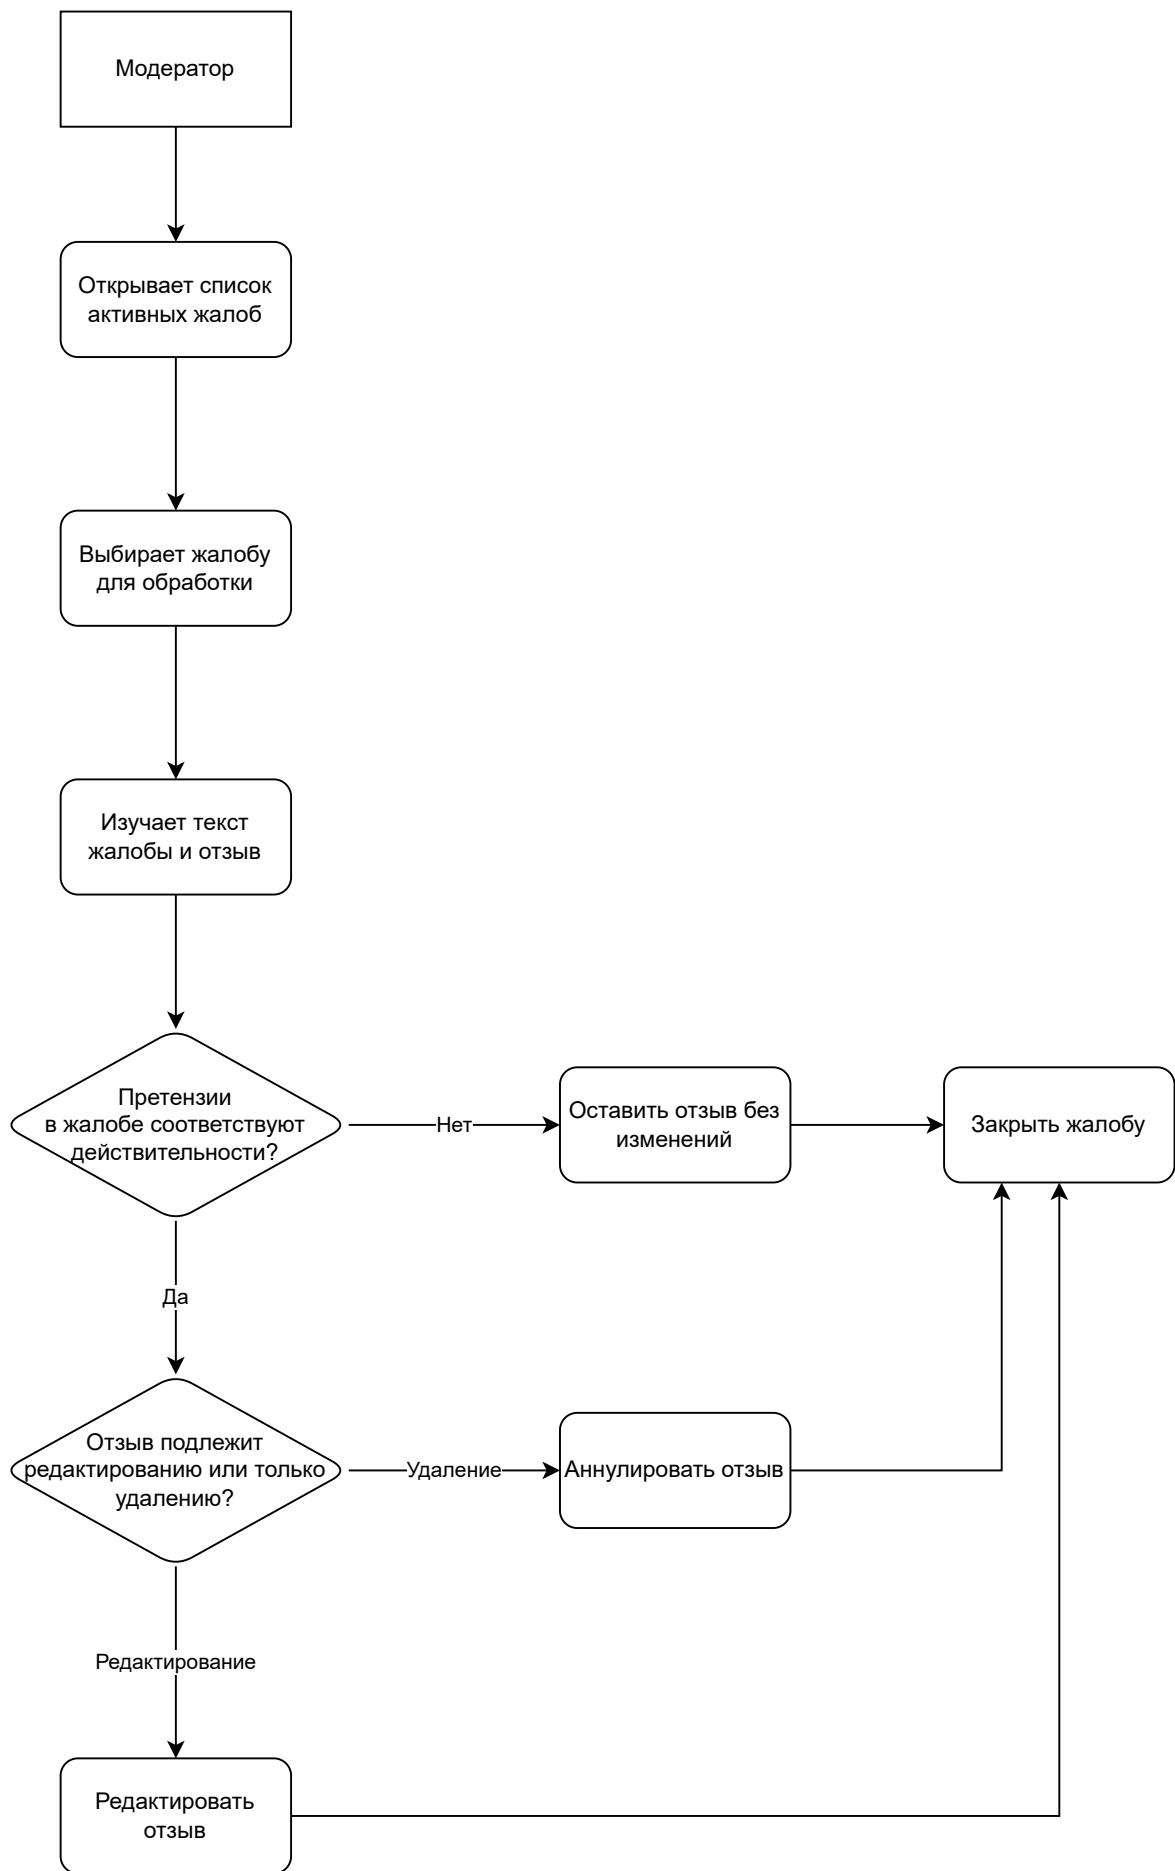 Модератор
Открывает список
активных жалоб
Выбирает жалобу
для обработки
Изучает текст
жалобы и отзыв
Претензии
в жалобе соответствуют
действительности?
Нет
Оставить отзыв без
изменений
Закрыть жалобу
Да
Отзыв подлежит
редактированию или только
удалению?
Удаление
Аннулировать отзыв
Редактирование
Редактировать
отзыв